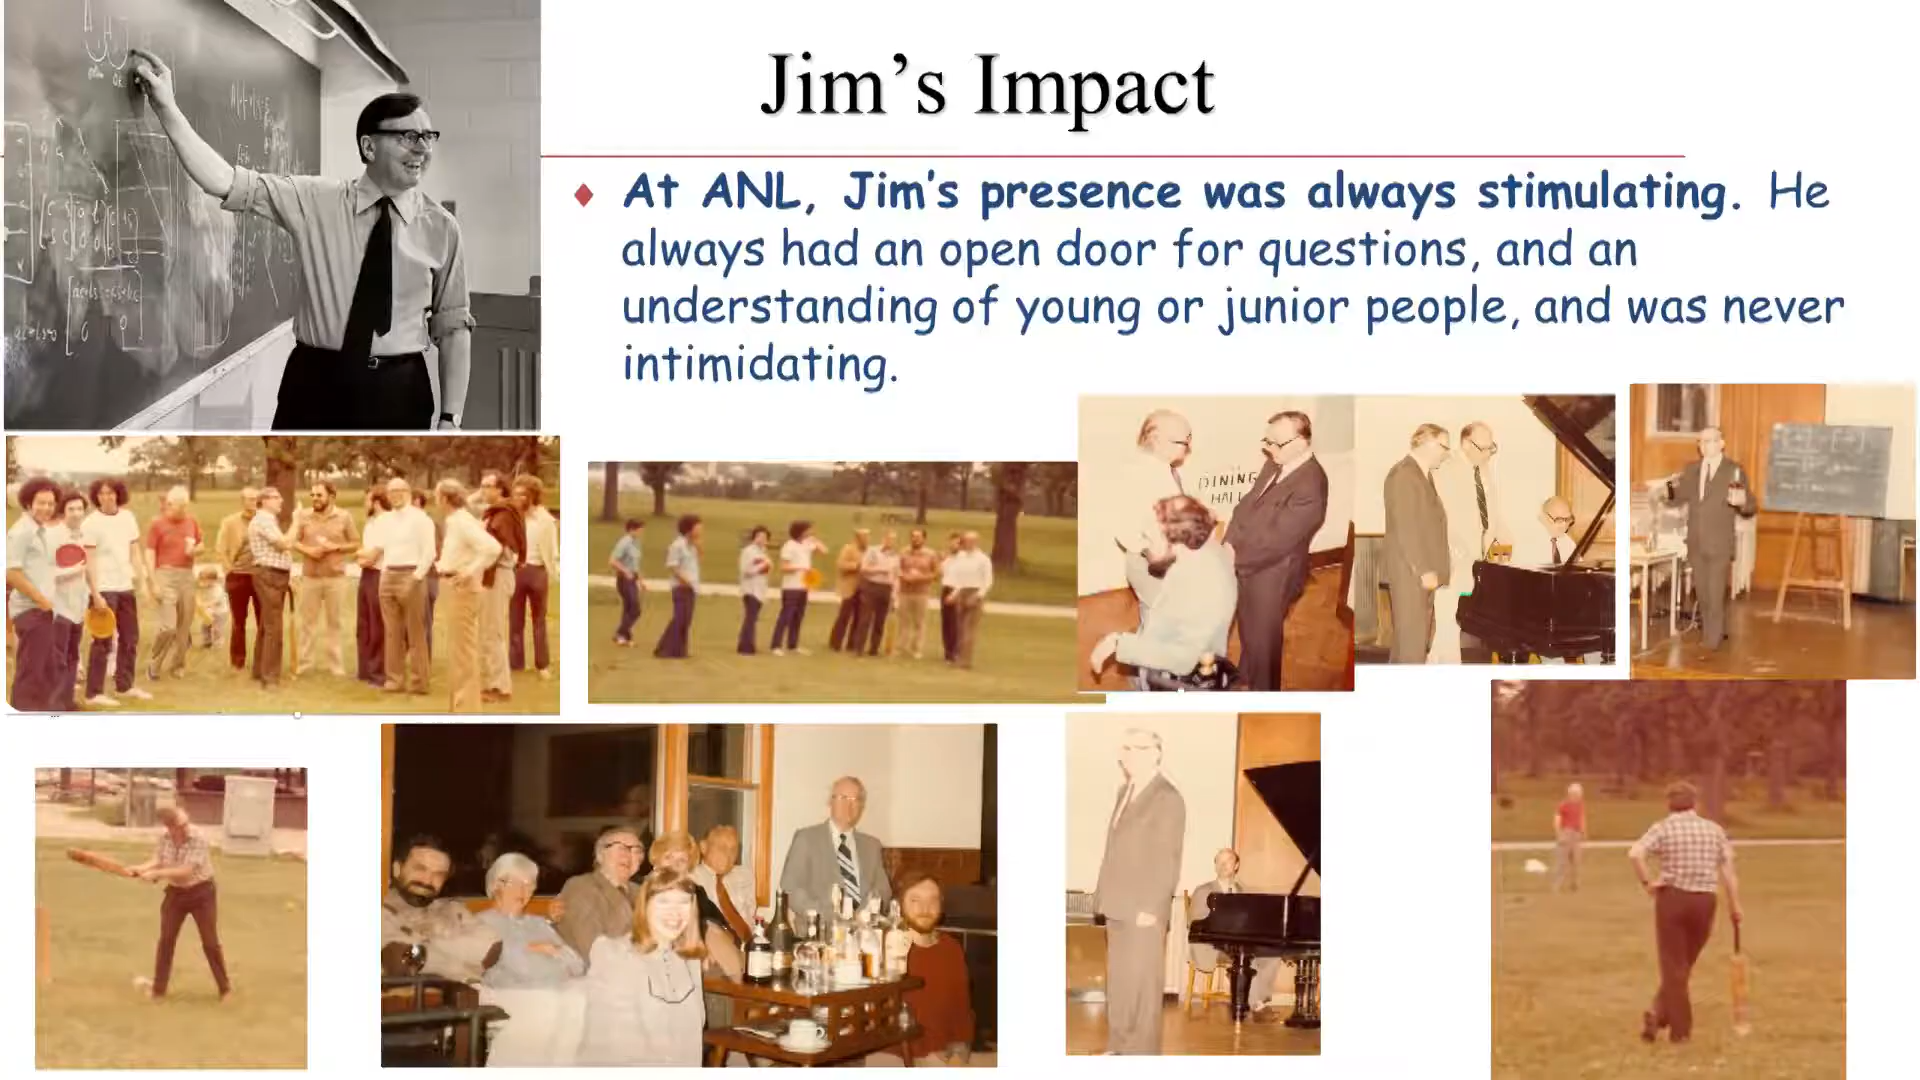 Jim's Impact
At ANL, Jim's presence was always stimulating. He
always had an open door for questions, and an
understanding of young or junior people, and was never
intimidating.
DINING
HALL